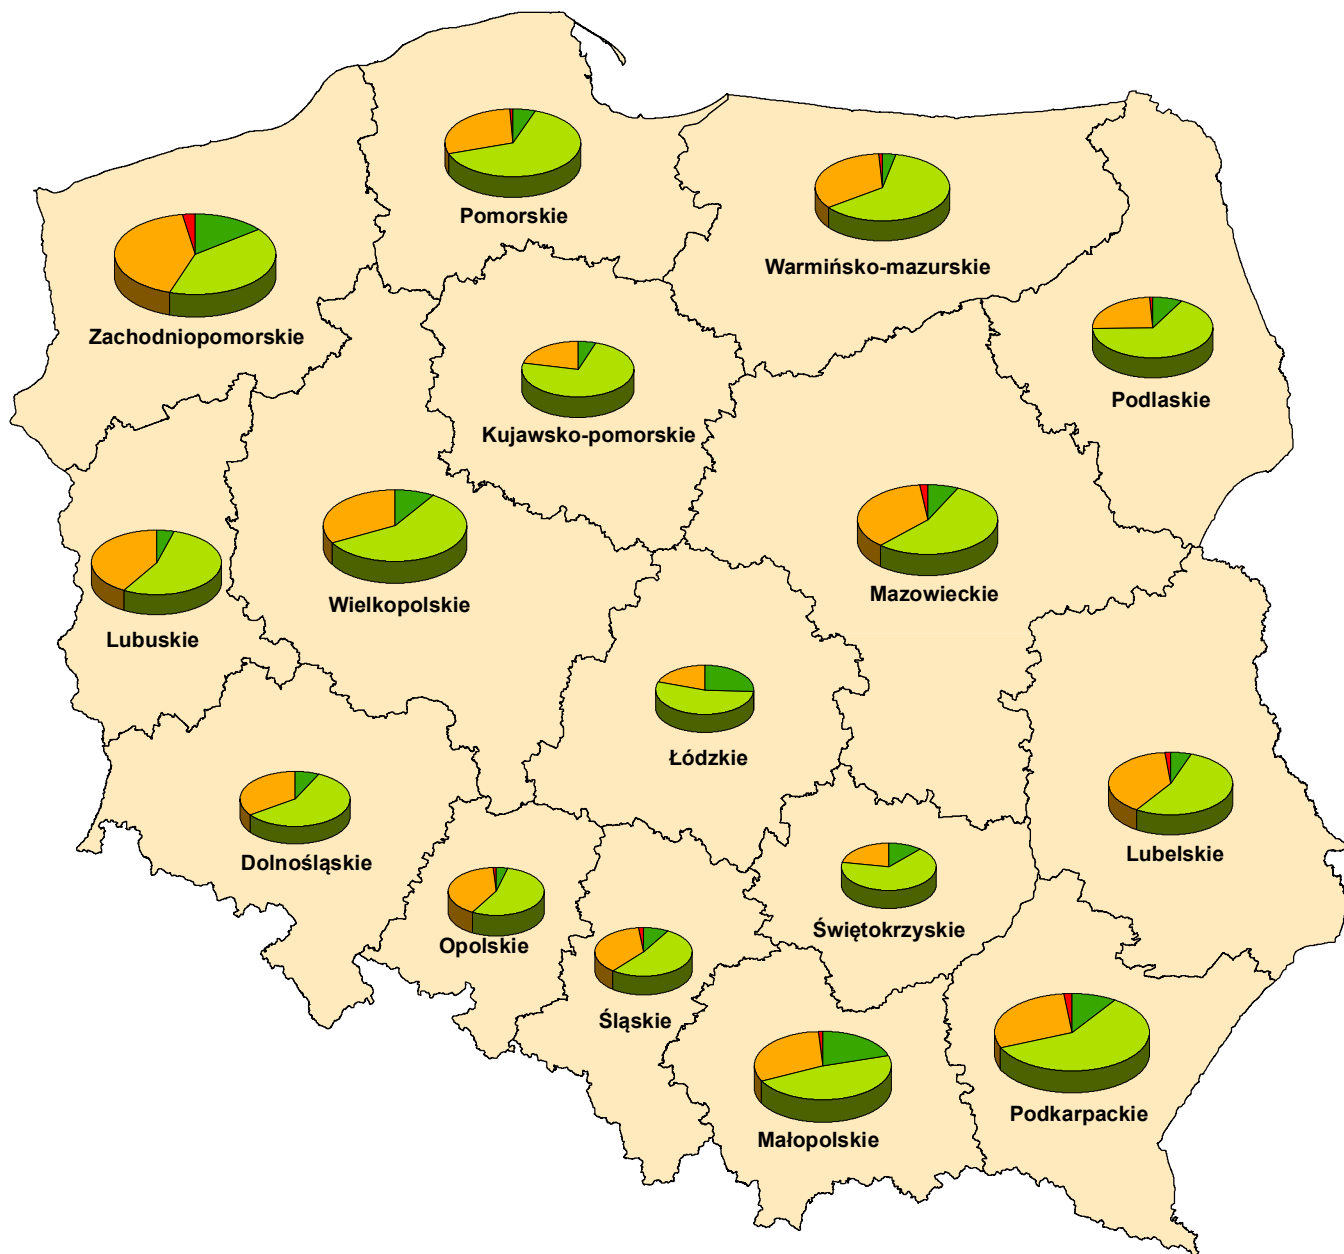 Pomorskie
Warmińsko-mazurskie
Zachodniopomorskie
Podlaskie
Kujawsko-pomorskie
Mazowieckie
Wielkopolskie
Lubuskie
Łódzkie
Lubelskie
Dolnośląskie
Świętokrzyskie
Opolskie
Śląskie
Podkarpackie
Małopolskie